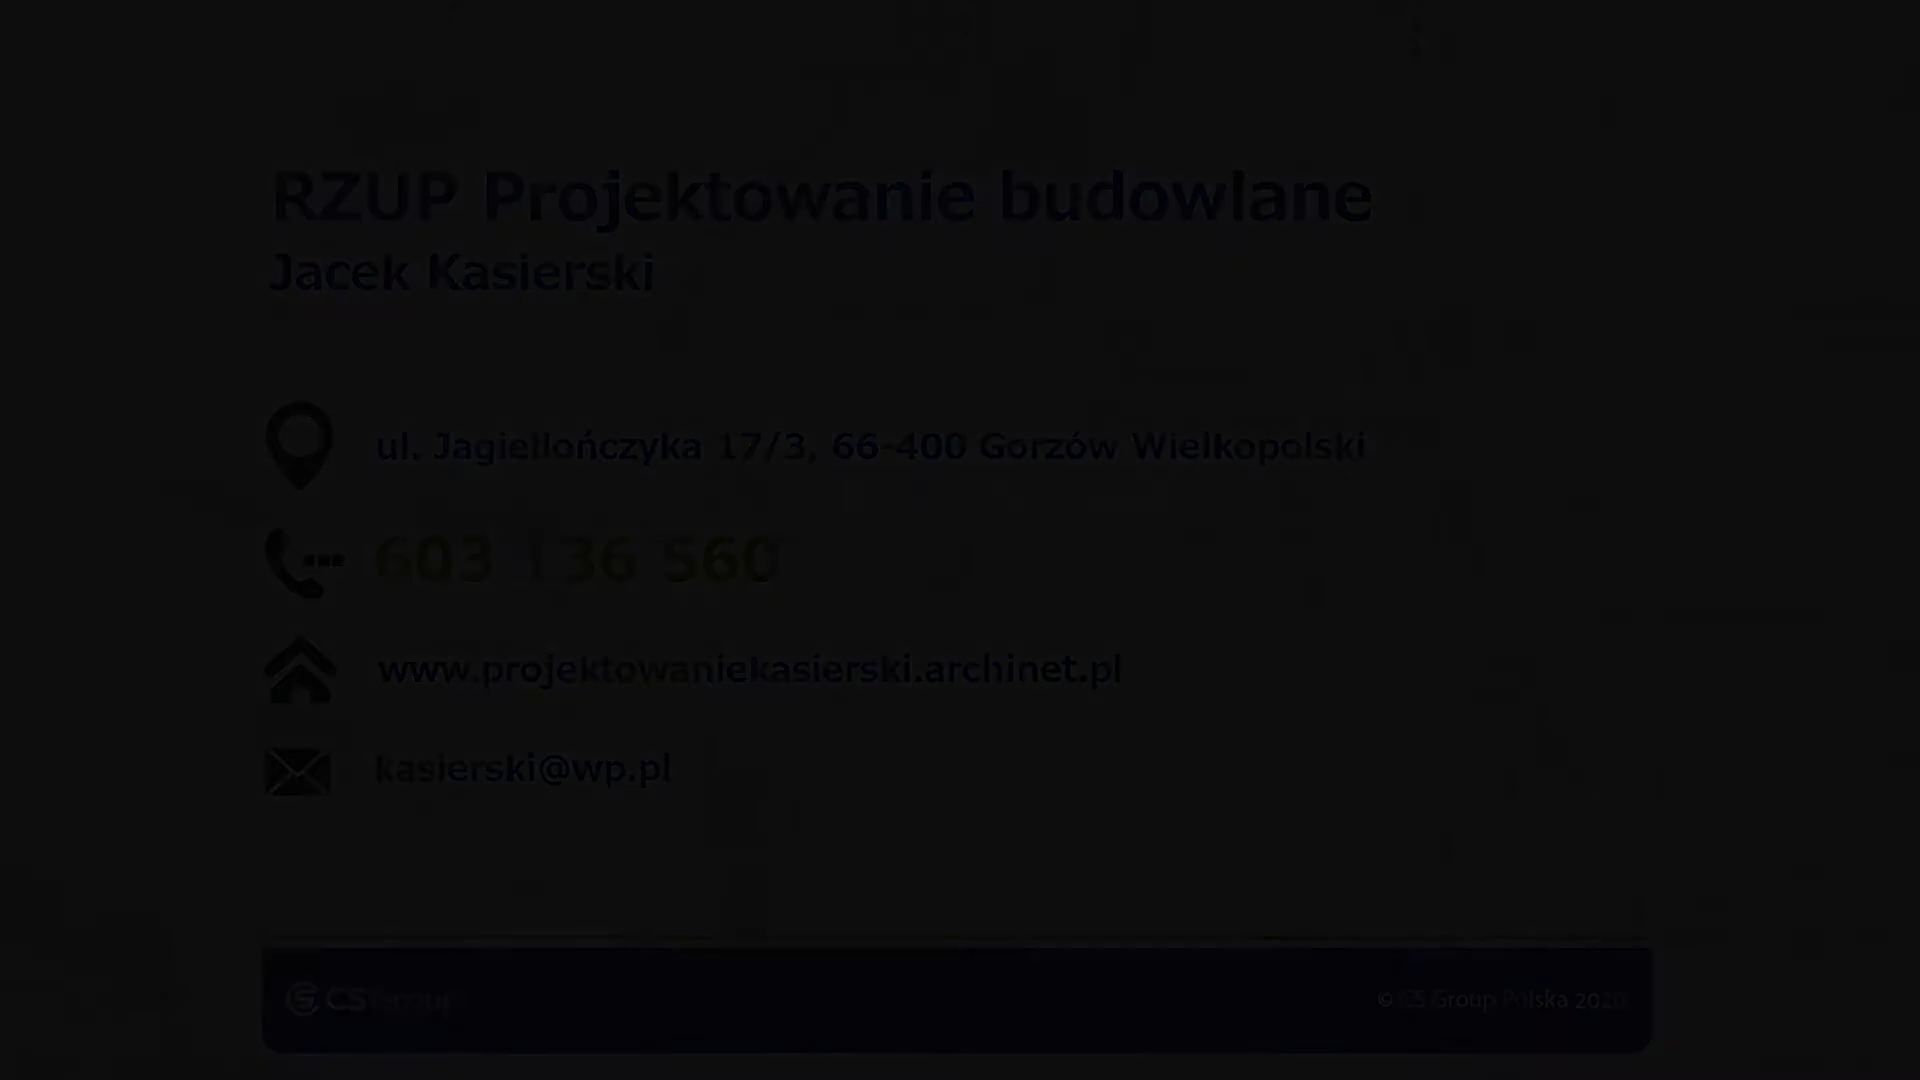 RZUP Projektowanie budowlane
Jacek Kasierski
ul. Jagiellończyka 17/3, 66-400 Gorzów Wielkopolski
603 136 560
www.projektowaniekasierski.archinet.pl
kasierski@wp.pl
CS Group
© CS Group Polska 2020